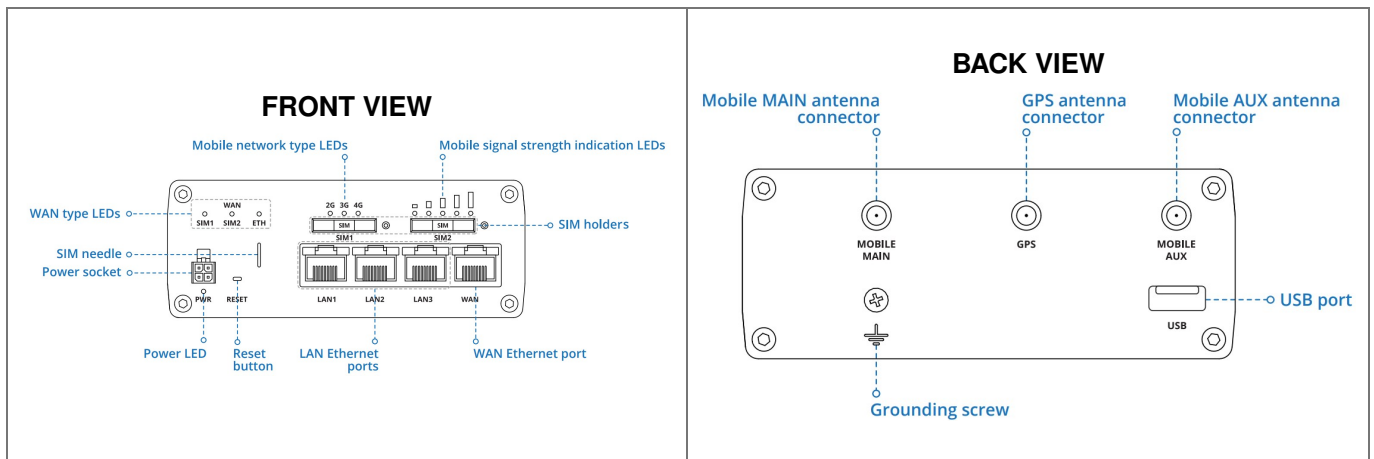 FRONT VIEW
Mobile network type LEDs
Mobile signal strength indication LEDs
WAN type LEDs
WAN
SIM1 SIM2 ETH
2G 3G 4G
SIM
SIM1
SIM
SIM2
SIM holders
SIM needle
Power socket
PWR RESET
LAN1 LAN2 LAN3 WAN
Power LED
Reset
button
LAN Ethernet
ports
WAN Ethernet port
BACK VIEW
Mobile MAIN antenna
connector
GPS antenna
connector
Mobile AUX antenna
connector
MOBILE
MAIN
GPS
MOBILE
AUX
USB port
USB
Grounding screw